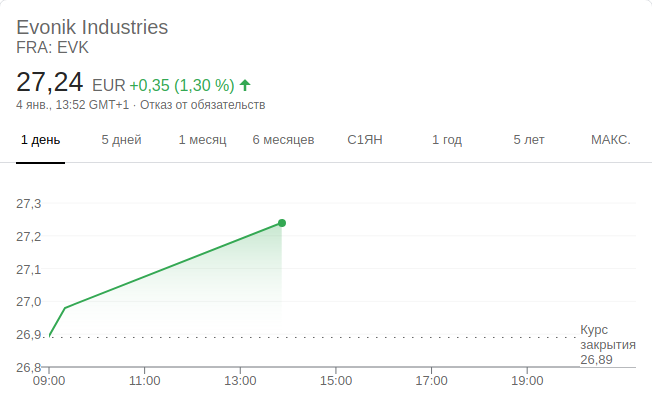 Evonik Industries
FRA: EVK
27,24 EUR +0,35 (1,30 %)
4 янв., 13:52 GMT+1 · Отказ от обязательств
1 день 5 дней 1 месяц 6 месяцев С1ЯН 1 год 5 лет МАКС.
27,3
27,2
27,1
27,0
26,9
26,8
Курс
закрытия
26,89
09:00 11:00 13:00 15:00 17:00 19:00